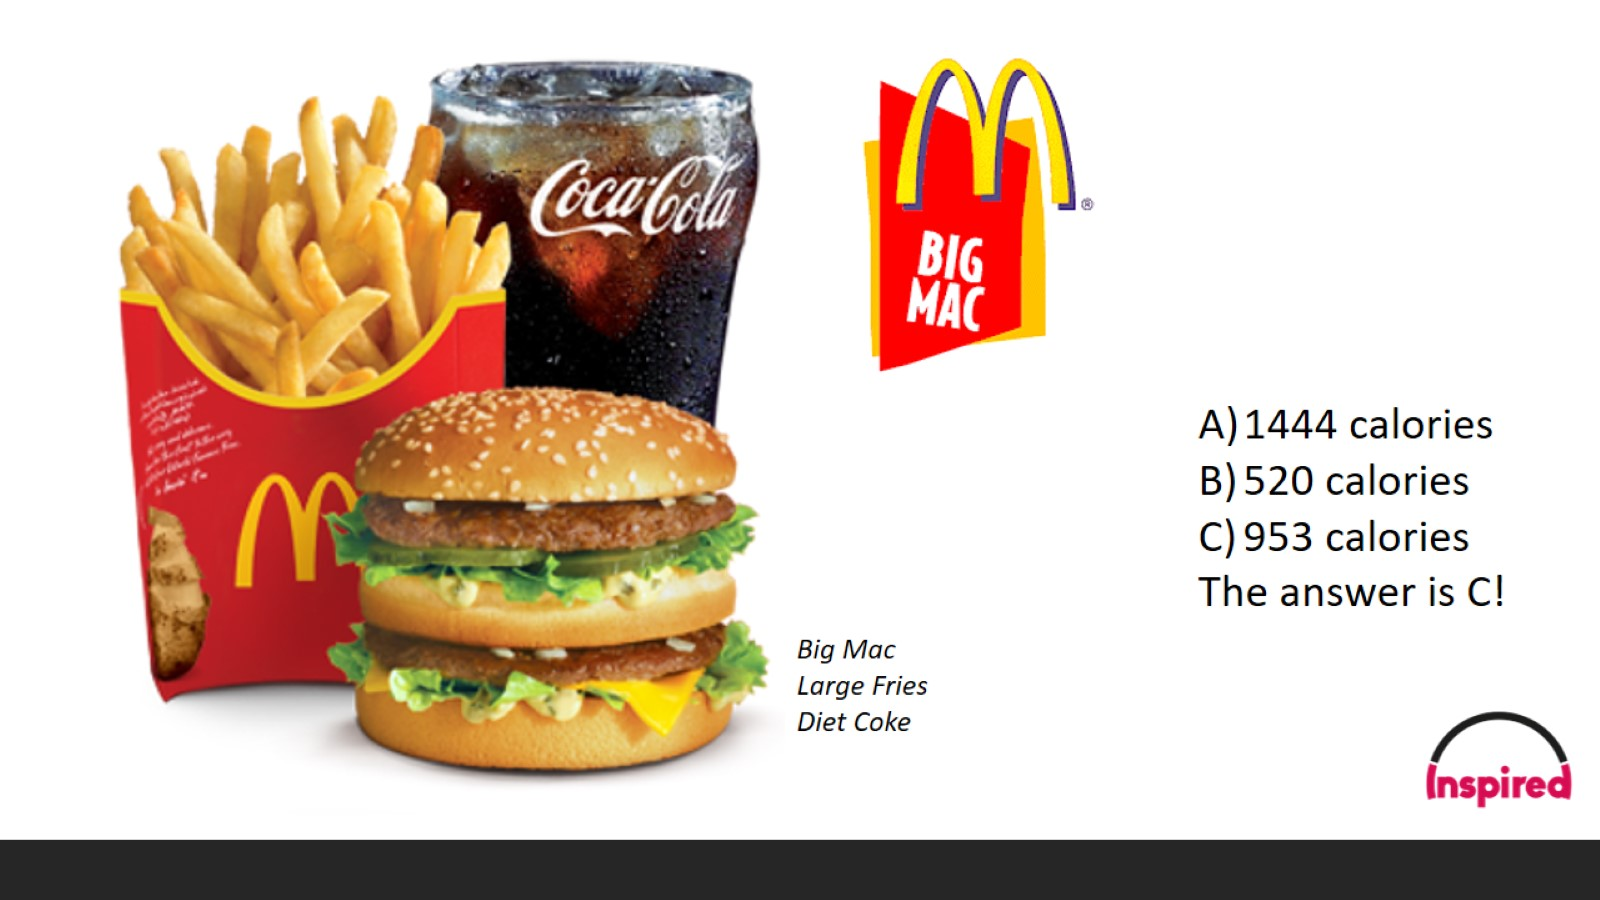 Coca-Cola
BIG
MAC
®
A) 1444 calories
B) 520 calories
C) 953 calories
The answer is C!
Big Mac
Large Fries
Diet Coke
Inspired